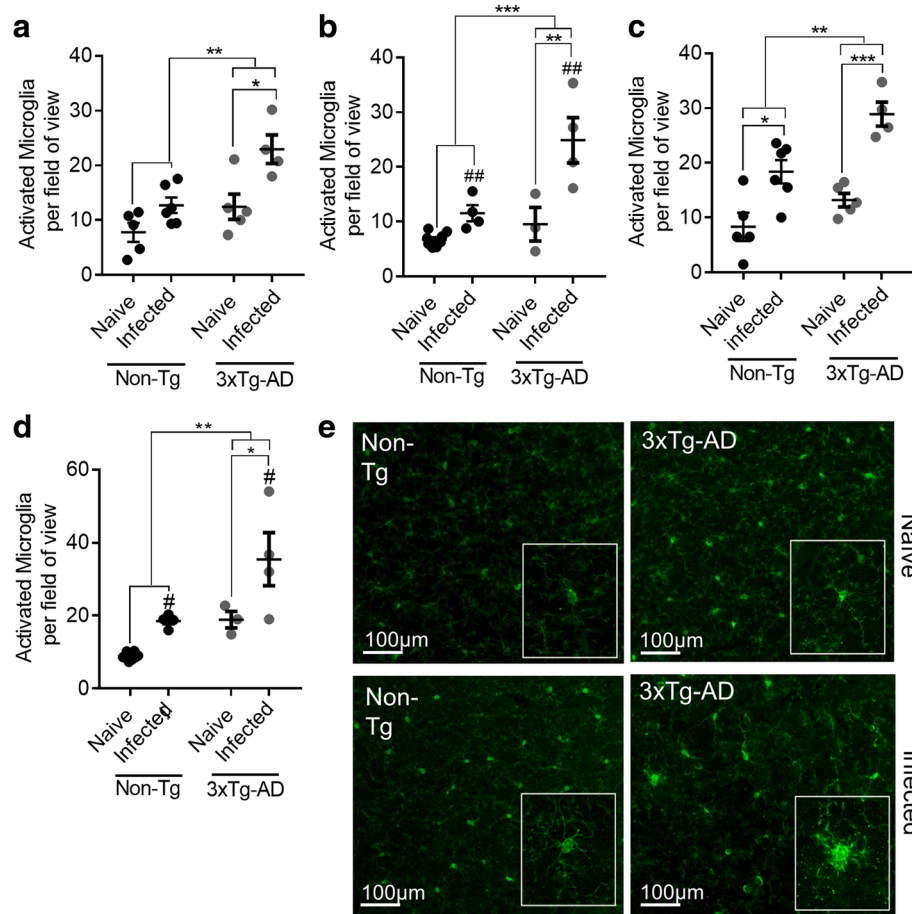 a
**
*
40
30
20
10
0
Activated Microglia
per field of view
Naive
Infected
Naive
Infected
Non-Tg
3xTg-AD
b
***
**
##
##
40
30
20
10
0
Activated Microglia
per field of view
Naive
Infected
Naive
Infected
Non-Tg
3xTg-AD
c
**
***
*
40
30
20
10
0
Activated Microglia
per field of view
Naive
infected
Naive
Infected
Non-Tg
3xTg-AD
d
**
*
#
#
60
40
20
0
Activated Microglia
per field of view
Naive
Infected
Naive
Infected
Non-Tg
3xTg-AD
e
Non-
Tg
100µm
3xTg-AD
100µm
Naive
Non-
Tg
100µm
3xTg-AD
100µm
Infected